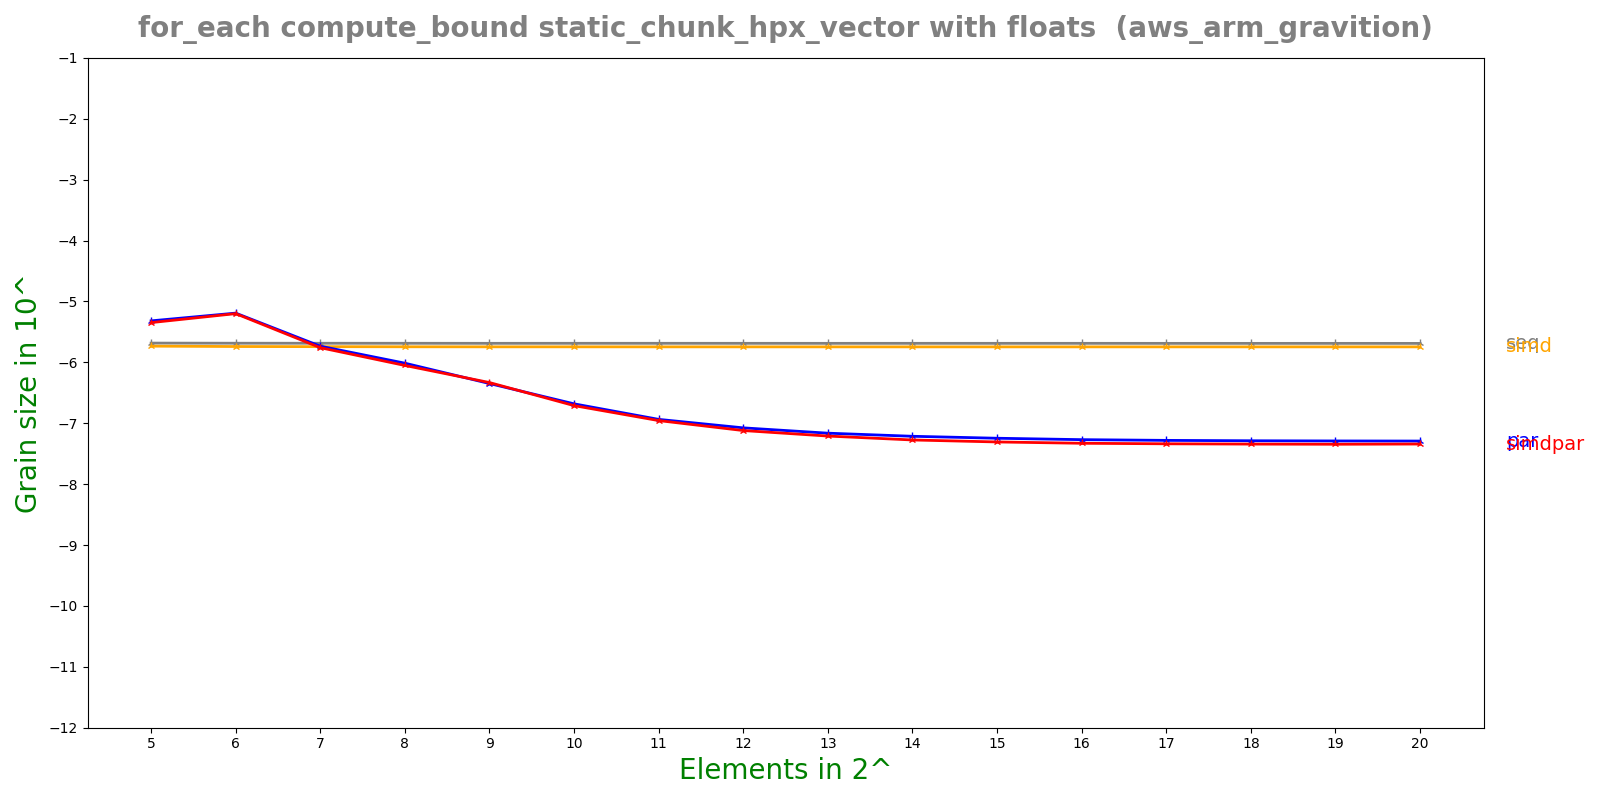 for_each compute_bound static_chunk_hpx_vector with floats  (aws_arm_gravition)
Grain size in 10^
−1
−2
−3
−4
−5
−6
−7
−8
−9
−10
−11
−12
seq
simd
par
simdpar
5 6 7 8 9 10 11 12 13 14 15 16 17 18 19 20
Elements in 2^